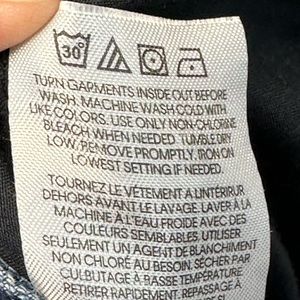 30°
TURN GARMENTS INSIDE OUT BEFORE
WASH. MACHINE WASH COLD WITH
LIKE COLORS. USE ONLY NON-CHLORINE
BLEACH WHEN NEEDED. TUMBLE DRY
LOW, REMOVE PROMPTLY, IRON ON
LOWEST SETTING IF NEEDED.
TOURNEZ LE VÊTEMENT À L'INTÉRIRUR
DEHORS AVANT LE LAVAGE. LAVER À LA
MACHINE À L'EAU FROIDE AVEC DE
COULEURS SEMBLABLES. UTILISER
SEULEMENT UN AGENT DE BLANCHIMENT
NON CHLORÉ AU BESOIN. SÉCHER PAR
CULBUTAGE À BASSE TEMPÉRATURE
RETIRER RAPIDEMENT. REPASSER À